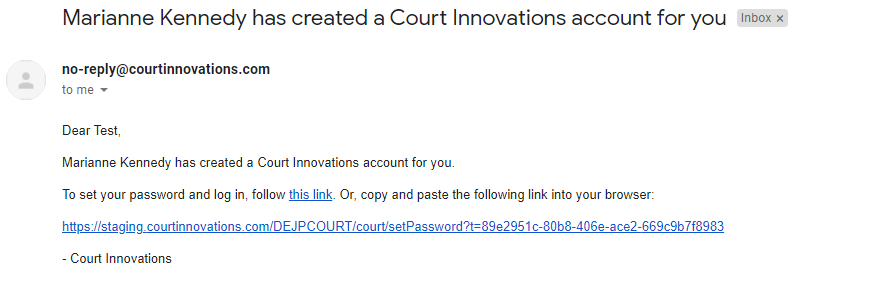 Marianne Kennedy has created a Court Innovations account for you Inbox ×
no-reply@courtinnovations.com
to me
Dear Test,
Marianne Kennedy has created a Court Innovations account for you.
To set your password and log in, follow this link. Or, copy and paste the following link into your browser:
https://staging.courtinnovations.com/DEJPCOURT/court/setPassword?t=89e2951c-80b8-406e-ace2-669c9b7f8983
- Court Innovations